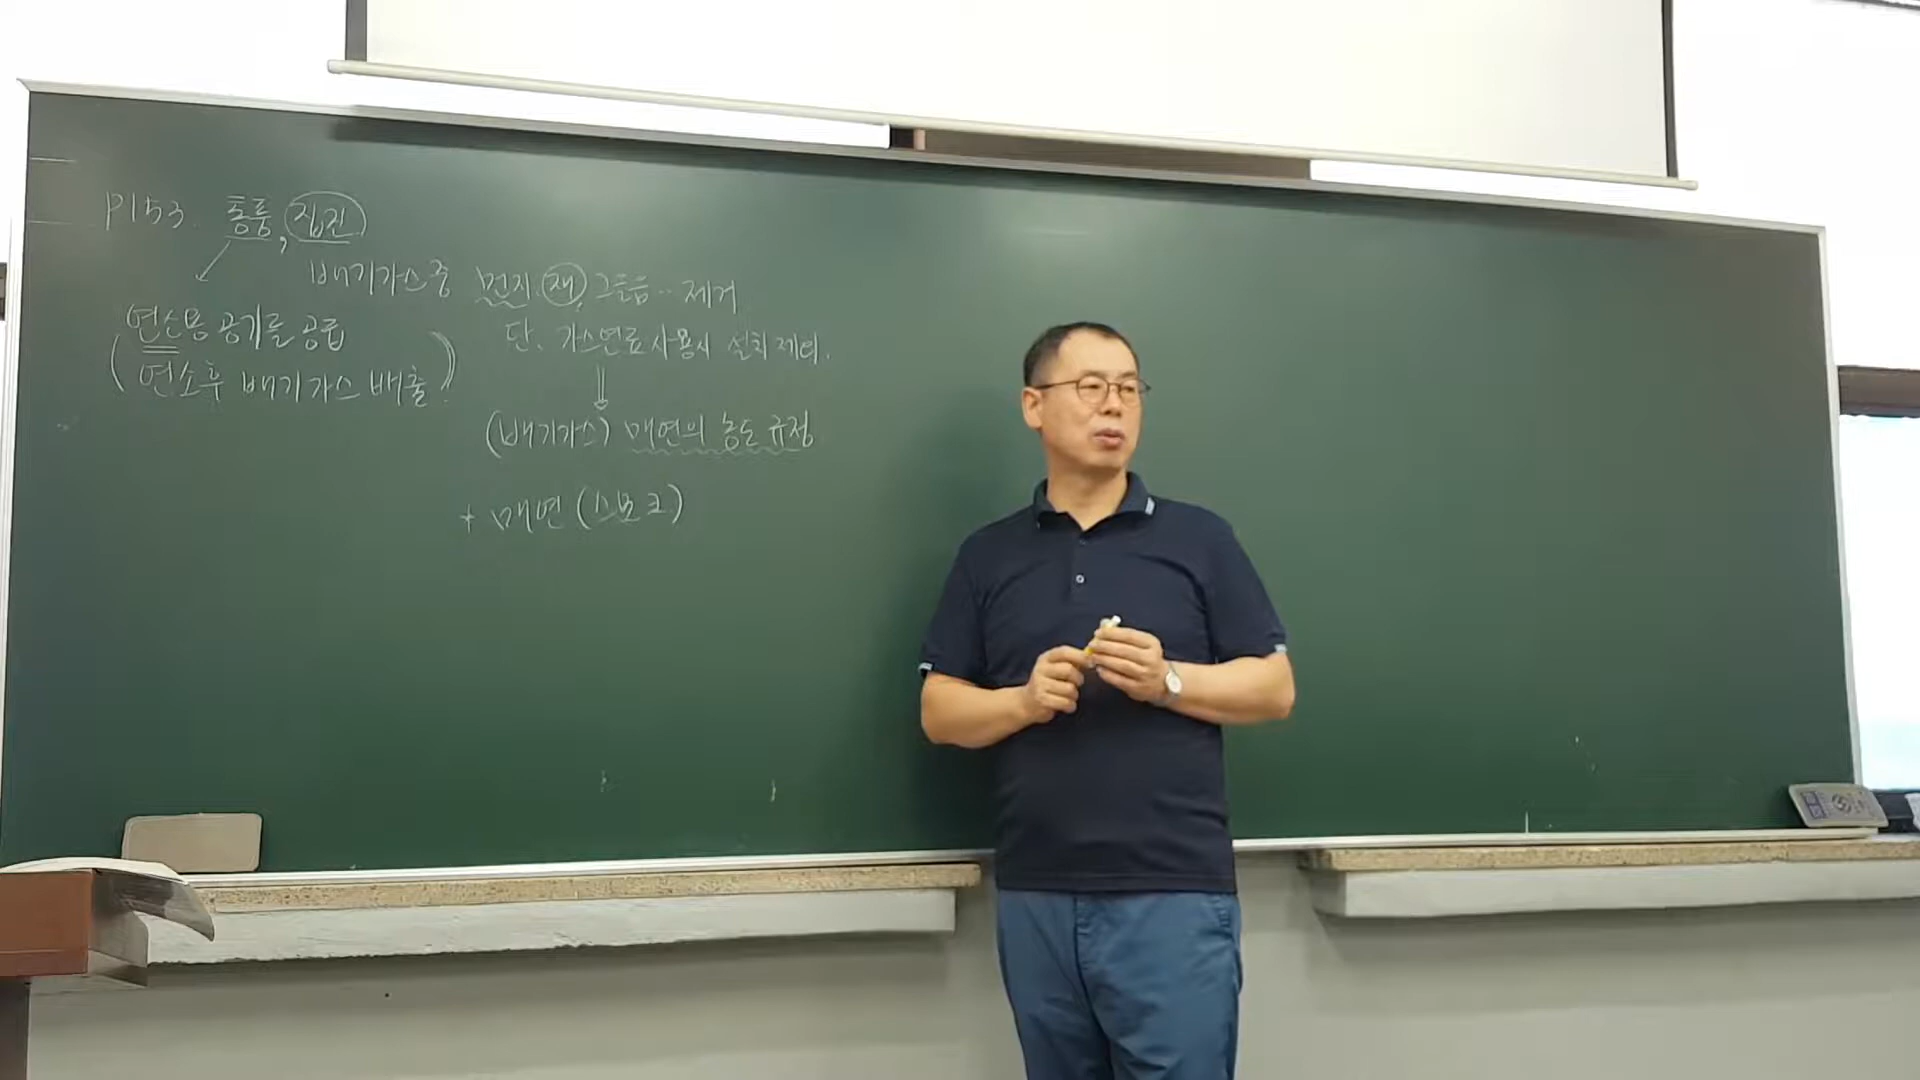 P153. 통풍, 집진
배기가스중 먼지, 재, 그을음‥ 제거
연소용 공기를 공급
단, 가스연료사용시 설치제외.
연소후 배기가스 배출
(배기가스) 매연의 농도 규정
+ 매연 (스모크)